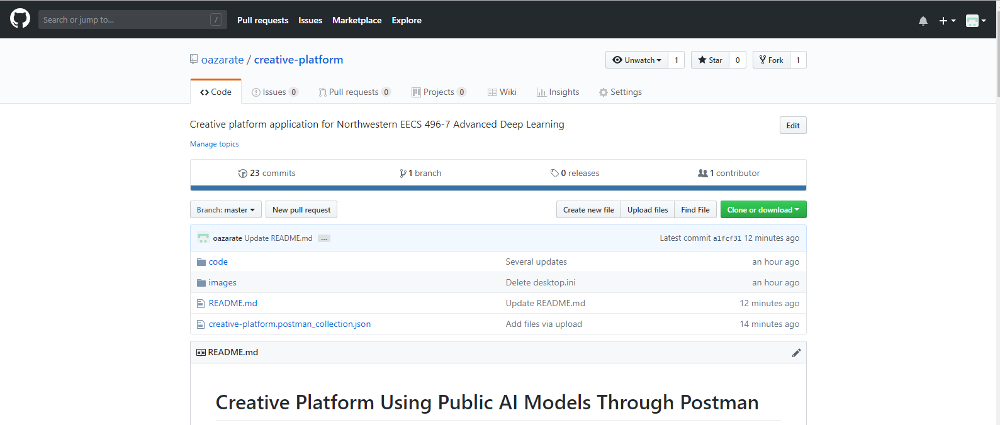 Search or jump to... / Pull requests Issues Marketplace Explore
oazarate / creative-platform Unwatch 1 Star 0 Fork 1
Code Issues 0 Pull requests 0 Projects 0 Wiki Insights Settings
Creative platform application for Northwestern EECS 496-7 Advanced Deep Learning Edit
Manage topics
23 commits 1 branch 0 releases 1 contributor
Branch: master New pull request Create new file Upload files Find File Clone or download
oazarate Update README.md ... Latest commit a1fcf31 12 minutes ago
code Several updates an hour ago
images Delete desktop.ini an hour ago
README.md Update README.md 12 minutes ago
creative-platform.postman_collection.json Add files via upload 14 minutes ago
README.md
Creative Platform Using Public AI Models Through Postman